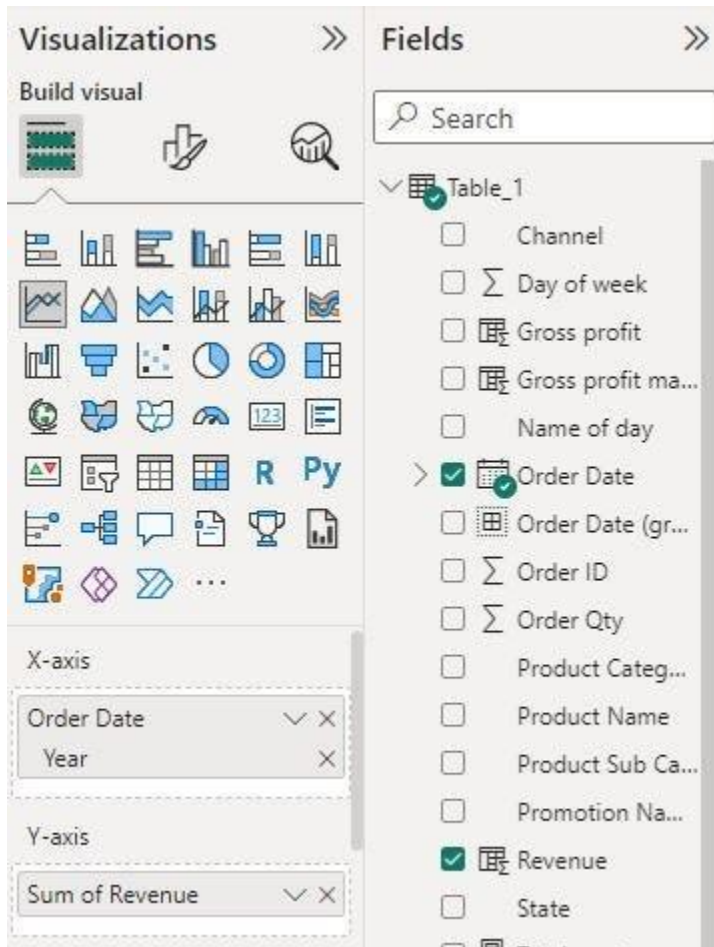 Visualizations
Build visual
123
R
Py
X-axis
Order Date
Year
Y-axis
Sum of Revenue
Fields
Search
Table_1
Channel
Day of week
Gross profit
Gross profit ma...
Name of day
Order Date
Order Date (gr...
Order ID
Order Qty
Product Categ...
Product Name
Product Sub Ca...
Promotion Na...
Revenue
State